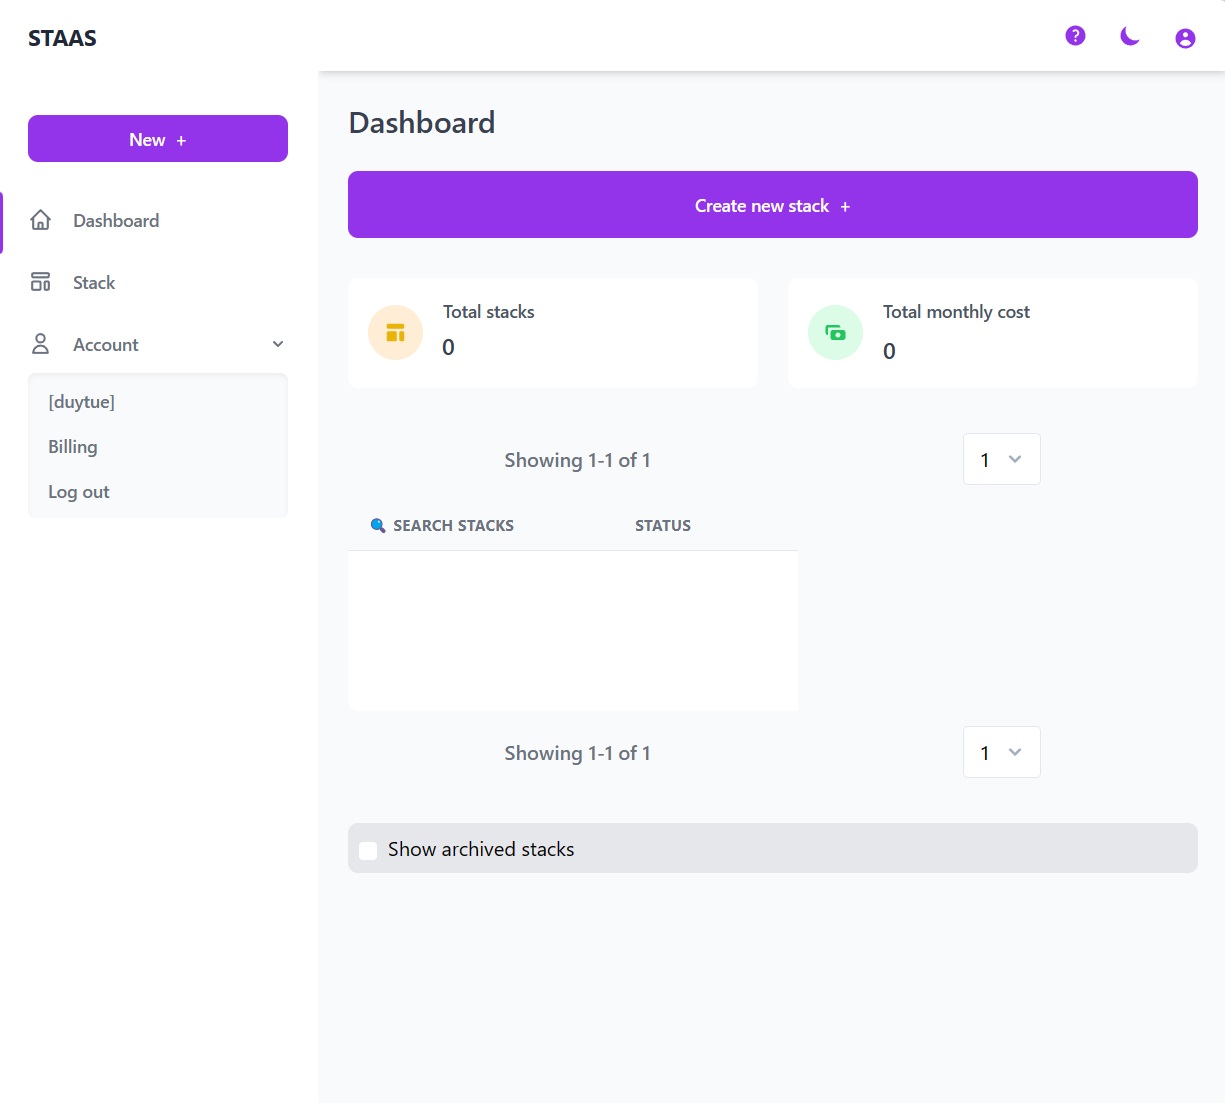 STAAS
New +
Dashboard
Stack
Account
[duytue]
Billing
Log out
Dashboard
Create new stack +
Total stacks
0
Total monthly cost
0
Showing 1-1 of 1
1
SEARCH STACKS
STATUS
Showing 1-1 of 1
1
Show archived stacks